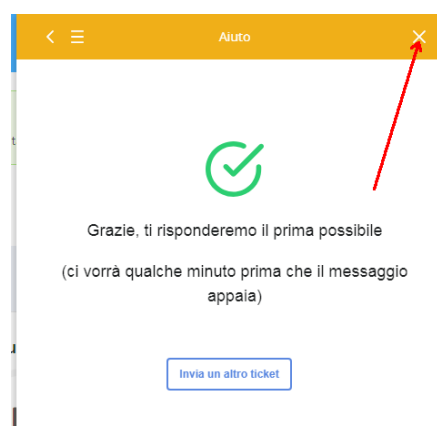 Aiuto
Grazie, ti risponderemo il prima possibile
(ci vorrà qualche minuto prima che il messaggio
appaia)
Invia un altro ticket